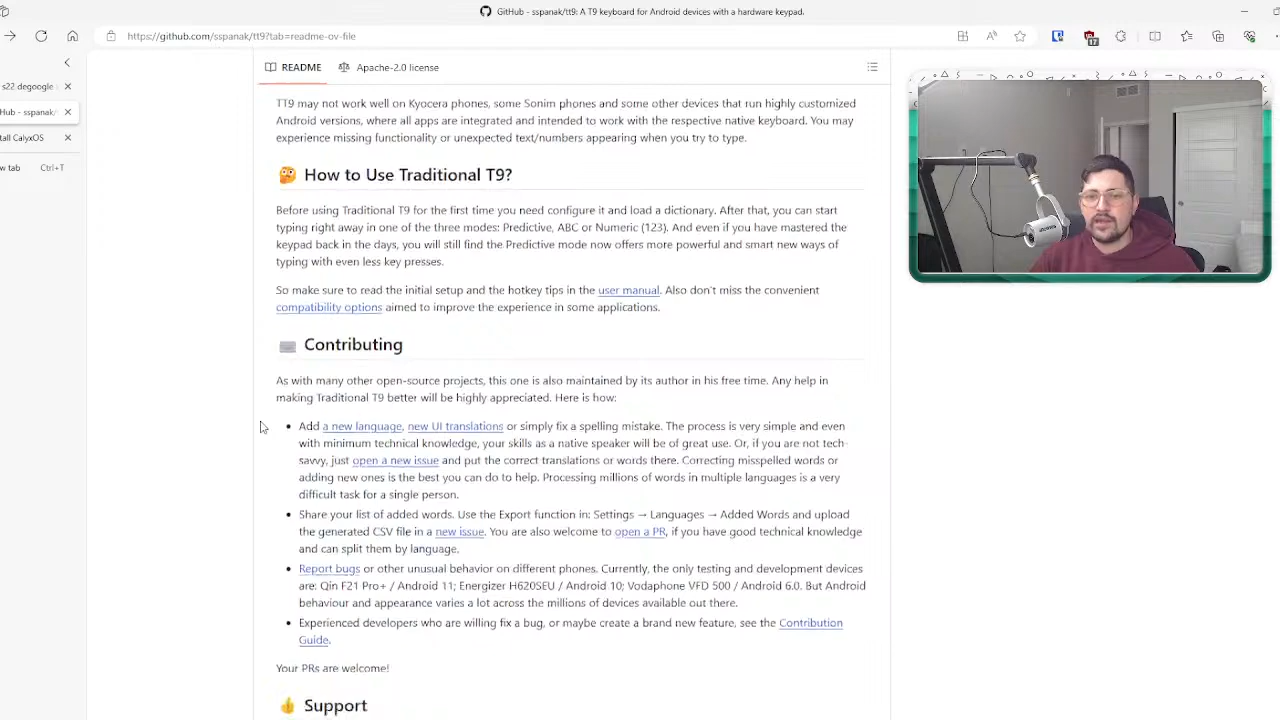 GitHub - sspanak/tt9: A T9 keyboard for Android devices with a hardware keypad.
https://github.com/sspanak/tt9?tab=readme-ov-file
17
s22 degoogle
Hub - sspanak/
tall CalyxOS
w tab Ctrl+T
README Apache-2.0 license
TT9 may not work well on Kyocera phones, some Sonim phones and some other devices that run highly customized
Android versions, where all apps are integrated and intended to work with the respective native keyboard. You may
experience missing functionality or unexpected text/numbers appearing when you try to type.
How to Use Traditional T9?
Before using Traditional T9 for the first time you need configure it and load a dictionary. After that, you can start
typing right away in one of the three modes: Predictive, ABC or Numeric (123). And even if you have mastered the
keypad back in the days, you will still find the Predictive mode now offers more powerful and smart new ways of
typing with even less key presses.
So make sure to read the initial setup and the hotkey tips in the user manual. Also don't miss the convenient
compatibility options aimed to improve the experience in some applications.
Contributing
As with many other open-source projects, this one is also maintained by its author in his free time. Any help in
making Traditional T9 better will be highly appreciated. Here is how:
Add a new language, new UI translations or simply fix a spelling mistake. The process is very simple and even
with minimum technical knowledge, your skills as a native speaker will be of great use. Or, if you are not tech-
savvy, just open a new issue and put the correct translations or words there. Correcting misspelled words or
adding new ones is the best you can do to help. Processing millions of words in multiple languages is a very
difficult task for a single person.
Share your list of added words. Use the Export function in: Settings → Languages → Added Words and upload
the generated CSV file in a new issue. You are also welcome to open a PR, if you have good technical knowledge
and can split them by language.
Report bugs or other unusual behavior on different phones. Currently, the only testing and development devices
are: Qin F21 Pro+ / Android 11; Energizer H620SEU / Android 10; Vodaphone VFD 500 / Android 6.0. But Android
behaviour and appearance varies a lot across the millions of devices available out there.
Experienced developers who are willing fix a bug, or maybe create a brand new feature, see the Contribution
Guide.
Your PRs are welcome!
Support